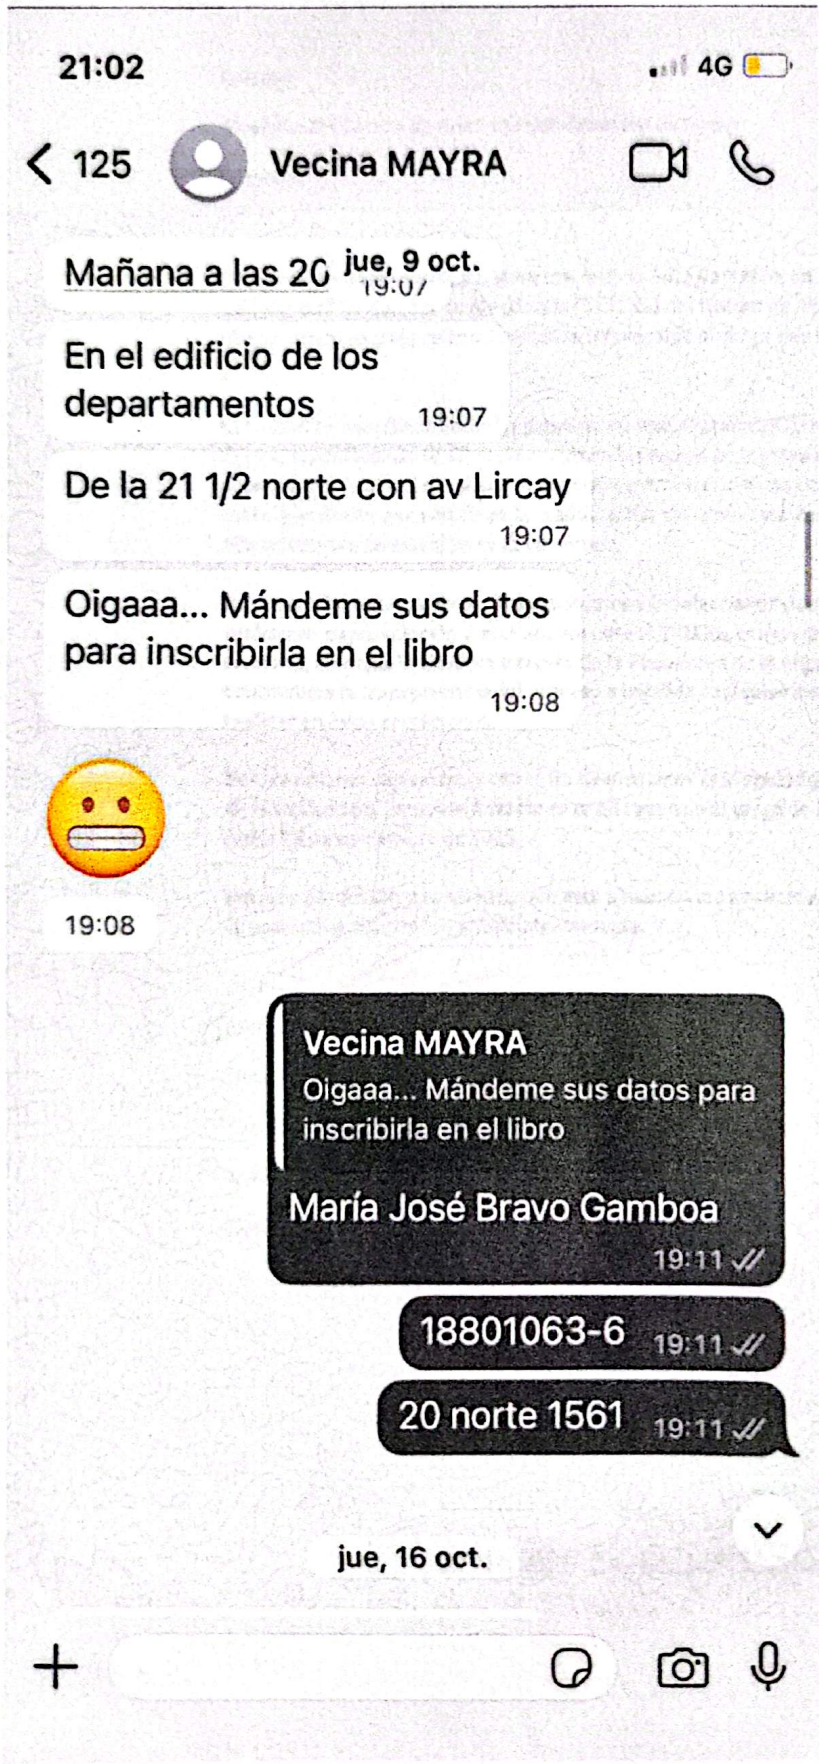 21:02
4G
125
Vecina MAYRA
jue, 9 oct.
Mañana a las 20
19:07
En el edificio de los
departamentos
19:07
De la 21 1/2 norte con av Lircay
19:07
Oigaaa... Mándeme sus datos
para inscribirla en el libro
19:08
19:08
Vecina MAYRA
Oigaaa... Mándeme sus datos para
inscribirla en el libro
María José Bravo Gamboa
19:11
18801063-6 19:11
20 norte 1561 19:11
jue, 16 oct.